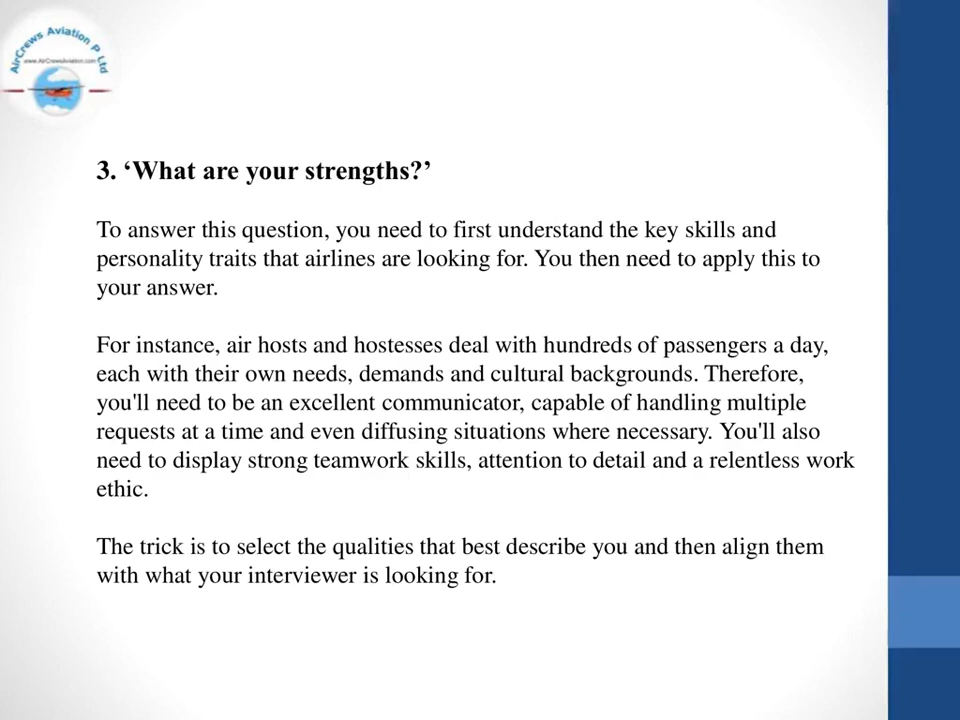 AirCrews Aviation P Ltd
www.AirCrewsAviation.com
3. ‘What are your strengths?’
To answer this question, you need to first understand the key skills and
personality traits that airlines are looking for. You then need to apply this to
your answer.
For instance, air hosts and hostesses deal with hundreds of passengers a day,
each with their own needs, demands and cultural backgrounds. Therefore,
you'll need to be an excellent communicator, capable of handling multiple
requests at a time and even diffusing situations where necessary. You'll also
need to display strong teamwork skills, attention to detail and a relentless work
ethic.
The trick is to select the qualities that best describe you and then align them
with what your interviewer is looking for.